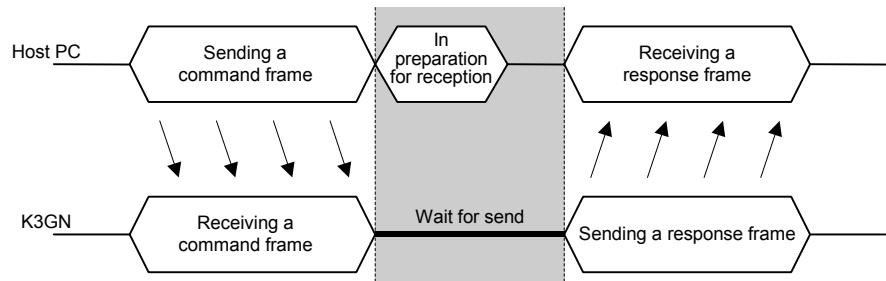 Host PC
Sending a
command frame
In
preparation
for reception
Receiving a
response frame
K3GN
Receiving a
command frame
Wait for send
Sending a response frame